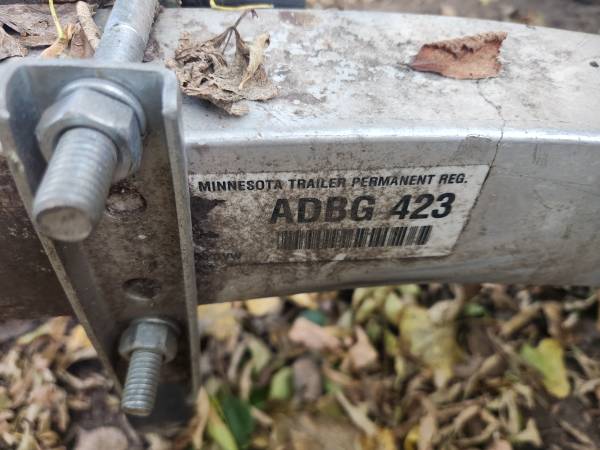 MINNESOTA TRAILER PERMANENT REG.
ADBG 423